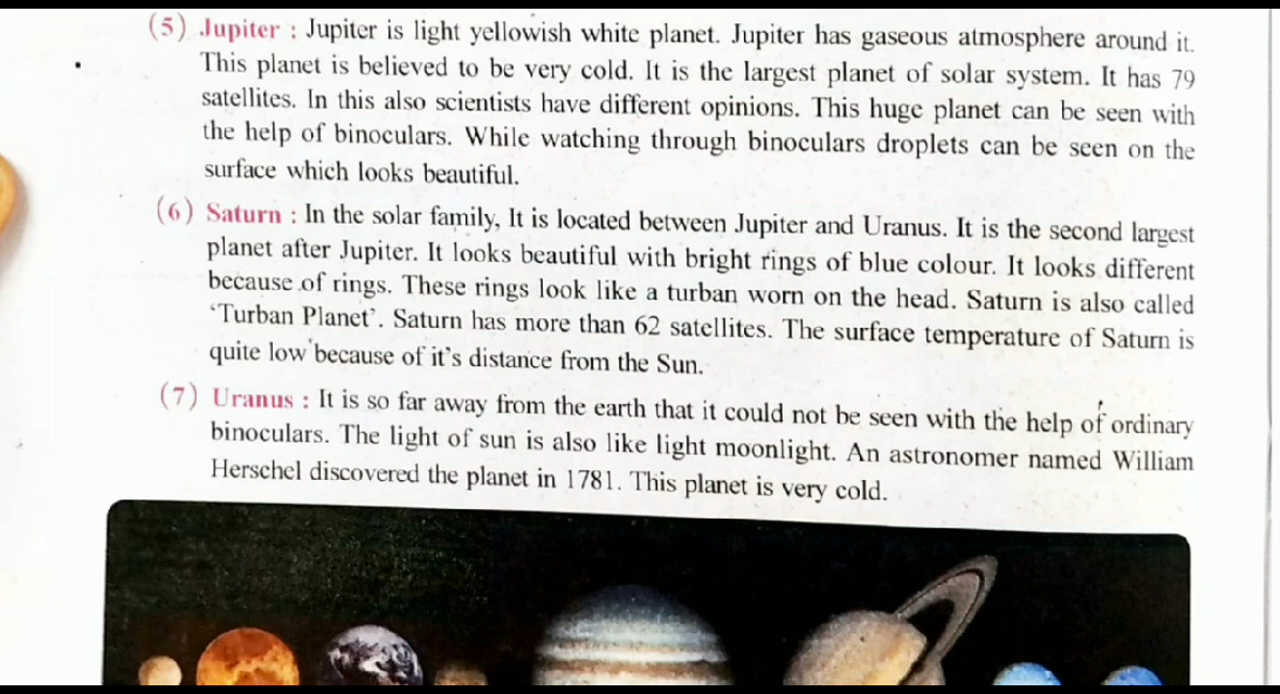 (5) Jupiter : Jupiter is light yellowish white planet. Jupiter has gaseous atmosphere around it.
This planet is believed to be very cold. It is the largest planet of solar system. It has 79
satellites. In this also scientists have different opinions. This huge planet can be seen with
the help of binoculars. While watching through binoculars droplets can be seen on the
surface which looks beautiful.
(6) Saturn : In the solar family, It is located between Jupiter and Uranus. It is the second largest
planet after Jupiter. It looks beautiful with bright rings of blue colour. It looks different
because of rings. These rings look like a turban worn on the head. Saturn is also called
‘Turban Planet’. Saturn has more than 62 satellites. The surface temperature of Saturn is
quite low because of it’s distance from the Sun.
(7) Uranus : It is so far away from the earth that it could not be seen with the help of ordinary
binoculars. The light of sun is also like light moonlight. An astronomer named William
Herschel discovered the planet in 1781. This planet is very cold.